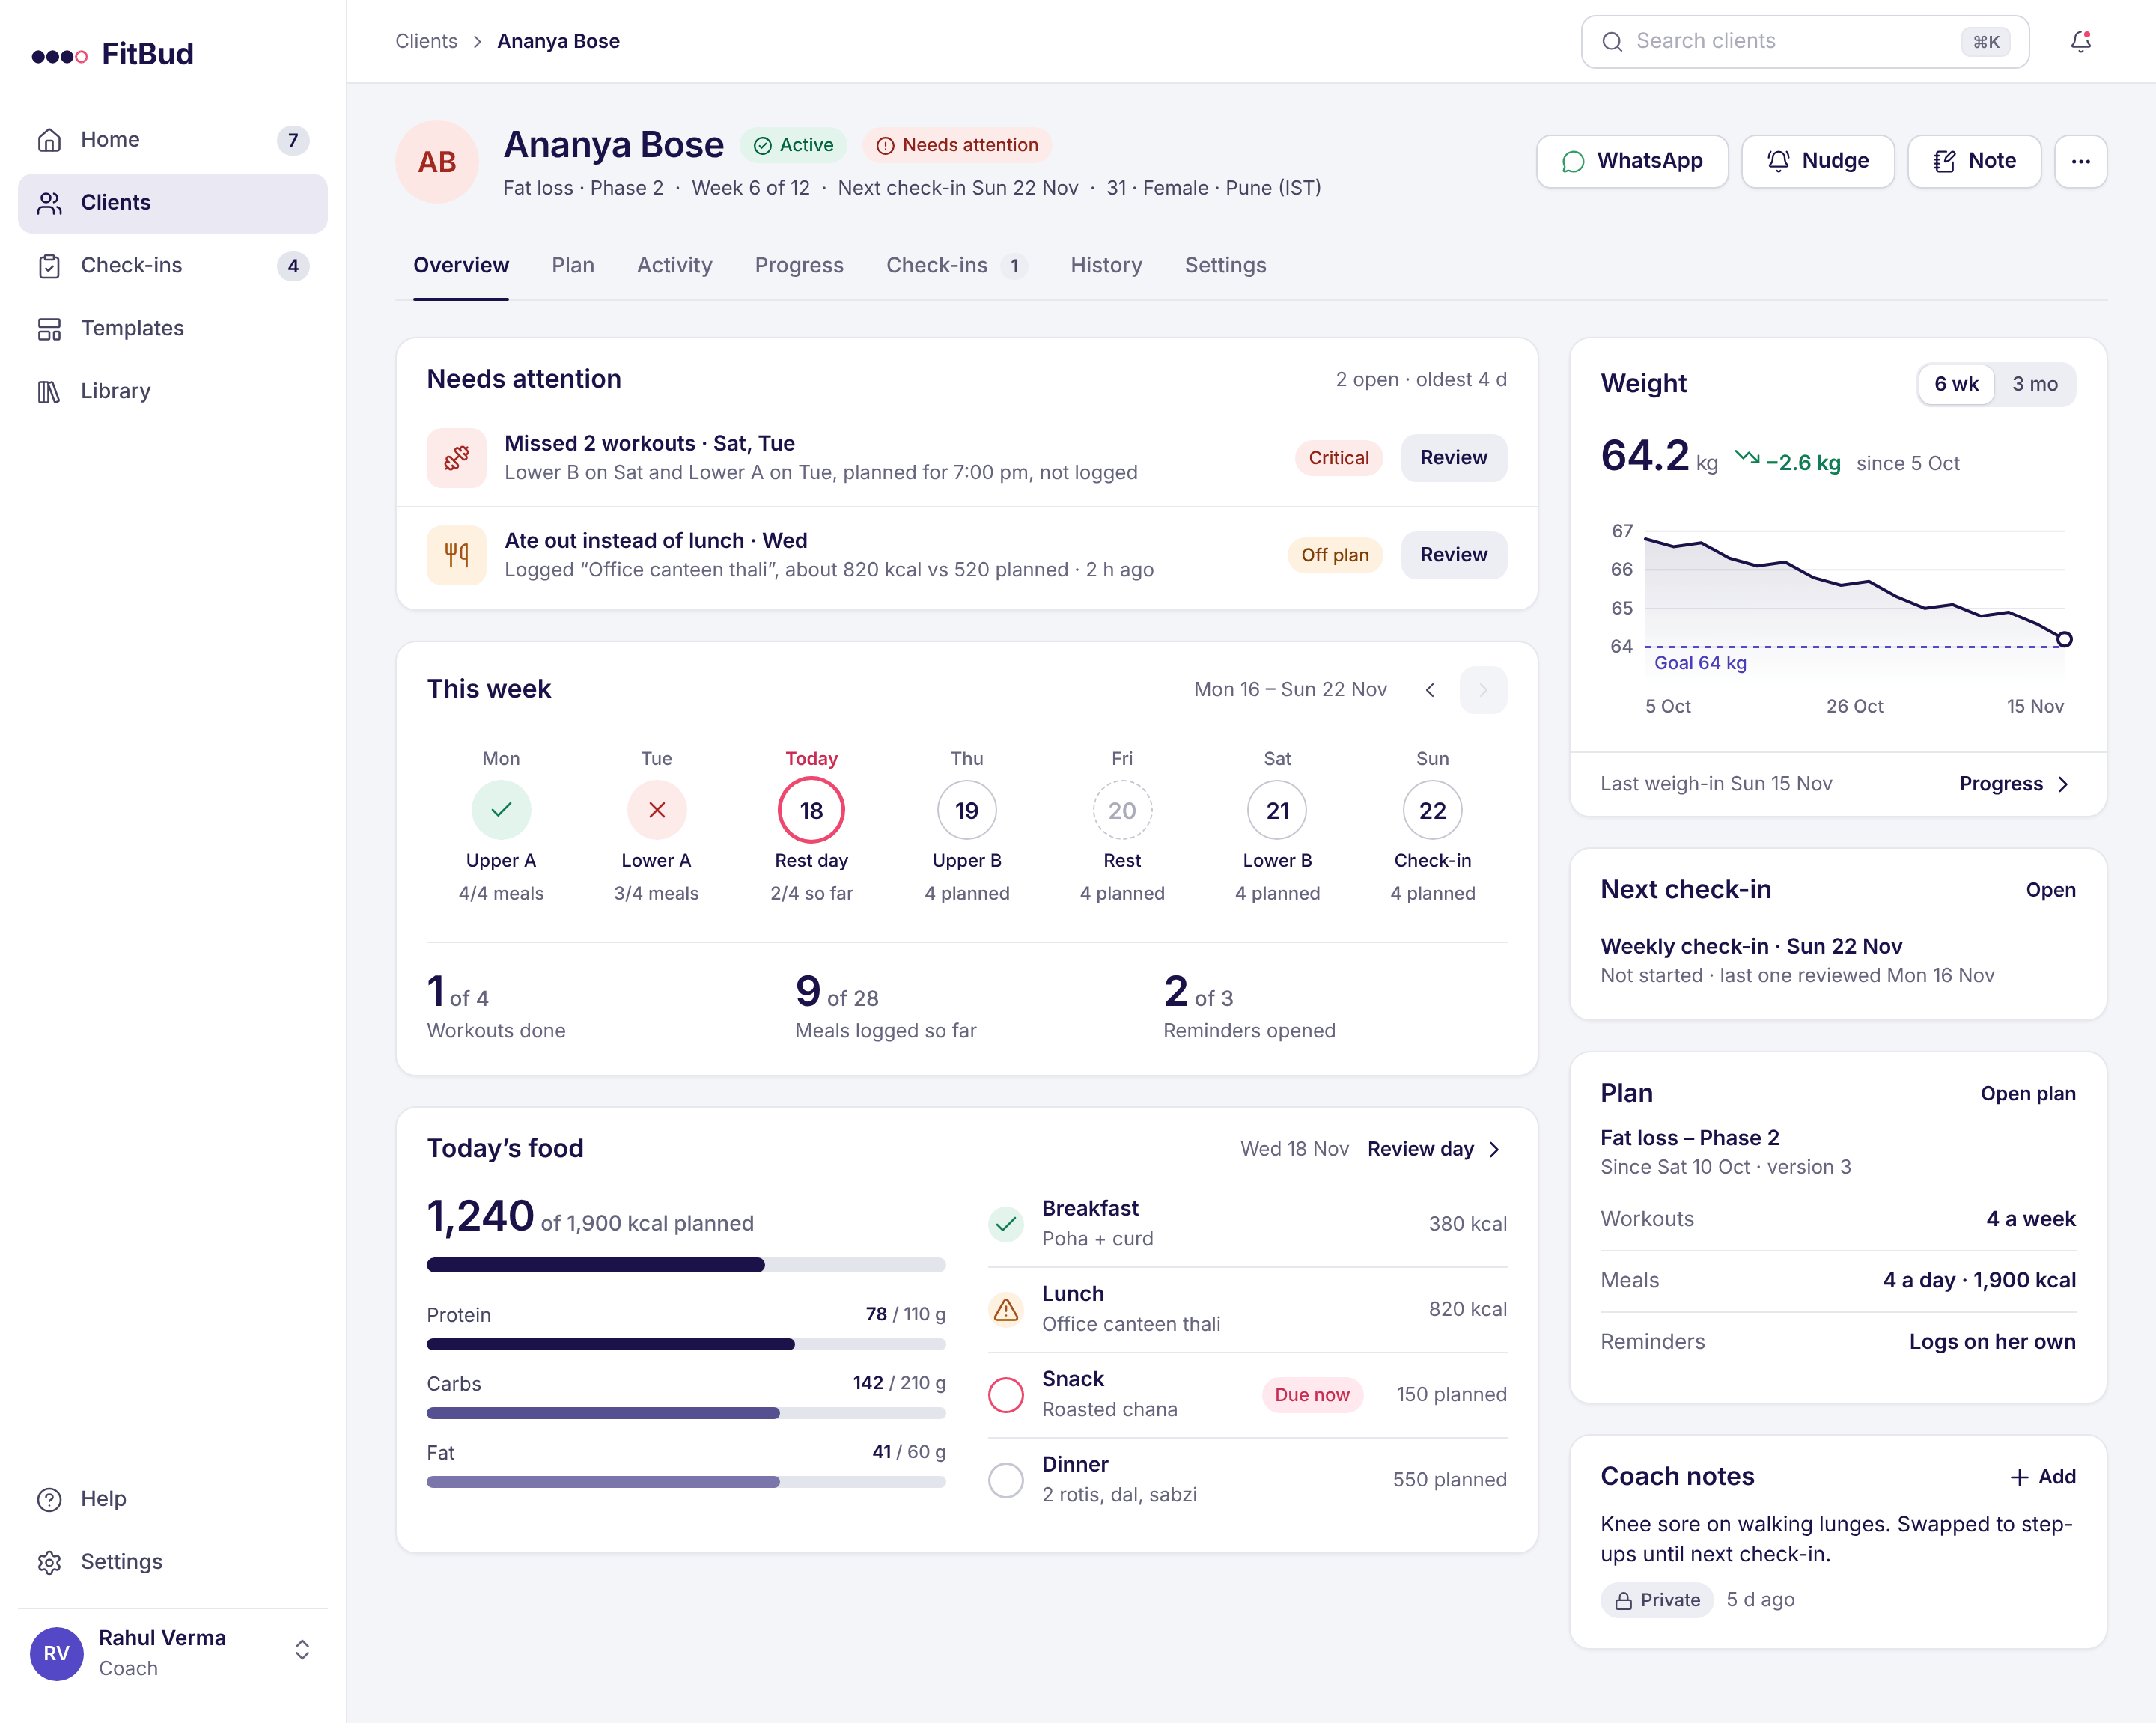 FitBud
Home 7
Clients
Check-ins 4
Templates
Library
Help
Settings
RV
Rahul Verma
Coach
Clients > Ananya Bose
Search clients ⌘K
AB
Ananya Bose
Active
Needs attention
Fat loss · Phase 2 · Week 6 of 12 · Next check-in Sun 22 Nov · 31 · Female · Pune (IST)
WhatsApp
Nudge
Note
Overview Plan Activity Progress Check-ins 1 History Settings
Needs attention
2 open · oldest 4 d
Missed 2 workouts · Sat, Tue
Lower B on Sat and Lower A on Tue, planned for 7:00 pm, not logged
Critical
Review
Ate out instead of lunch · Wed
Logged “Office canteen thali”, about 820 kcal vs 520 planned · 2 h ago
Off plan
Review
This week
Mon 16 – Sun 22 Nov
Mon Tue Today Thu Fri Sat Sun
18 19 20 21 22
Upper A Lower A Rest day Upper B Rest Lower B Check-in
4/4 meals 3/4 meals 2/4 so far 4 planned 4 planned 4 planned 4 planned
1 of 4
Workouts done
9 of 28
Meals logged so far
2 of 3
Reminders opened
Today’s food
Wed 18 Nov
Review day
1,240 of 1,900 kcal planned
Protein 78 / 110 g
Carbs 142 / 210 g
Fat 41 / 60 g
Breakfast
Poha + curd
380 kcal
Lunch
Office canteen thali
820 kcal
Snack
Roasted chana
Due now
150 planned
Dinner
2 rotis, dal, sabzi
550 planned
Weight
6 wk 3 mo
64.2 kg −2.6 kg since 5 Oct
67
66
65
64
Goal 64 kg
5 Oct 26 Oct 15 Nov
Last weigh-in Sun 15 Nov
Progress
Next check-in
Open
Weekly check-in · Sun 22 Nov
Not started · last one reviewed Mon 16 Nov
Plan
Open plan
Fat loss – Phase 2
Since Sat 10 Oct · version 3
Workouts 4 a week
Meals 4 a day · 1,900 kcal
Reminders Logs on her own
Coach notes
Add
Knee sore on walking lunges. Swapped to step-
ups until next check-in.
Private
5 d ago